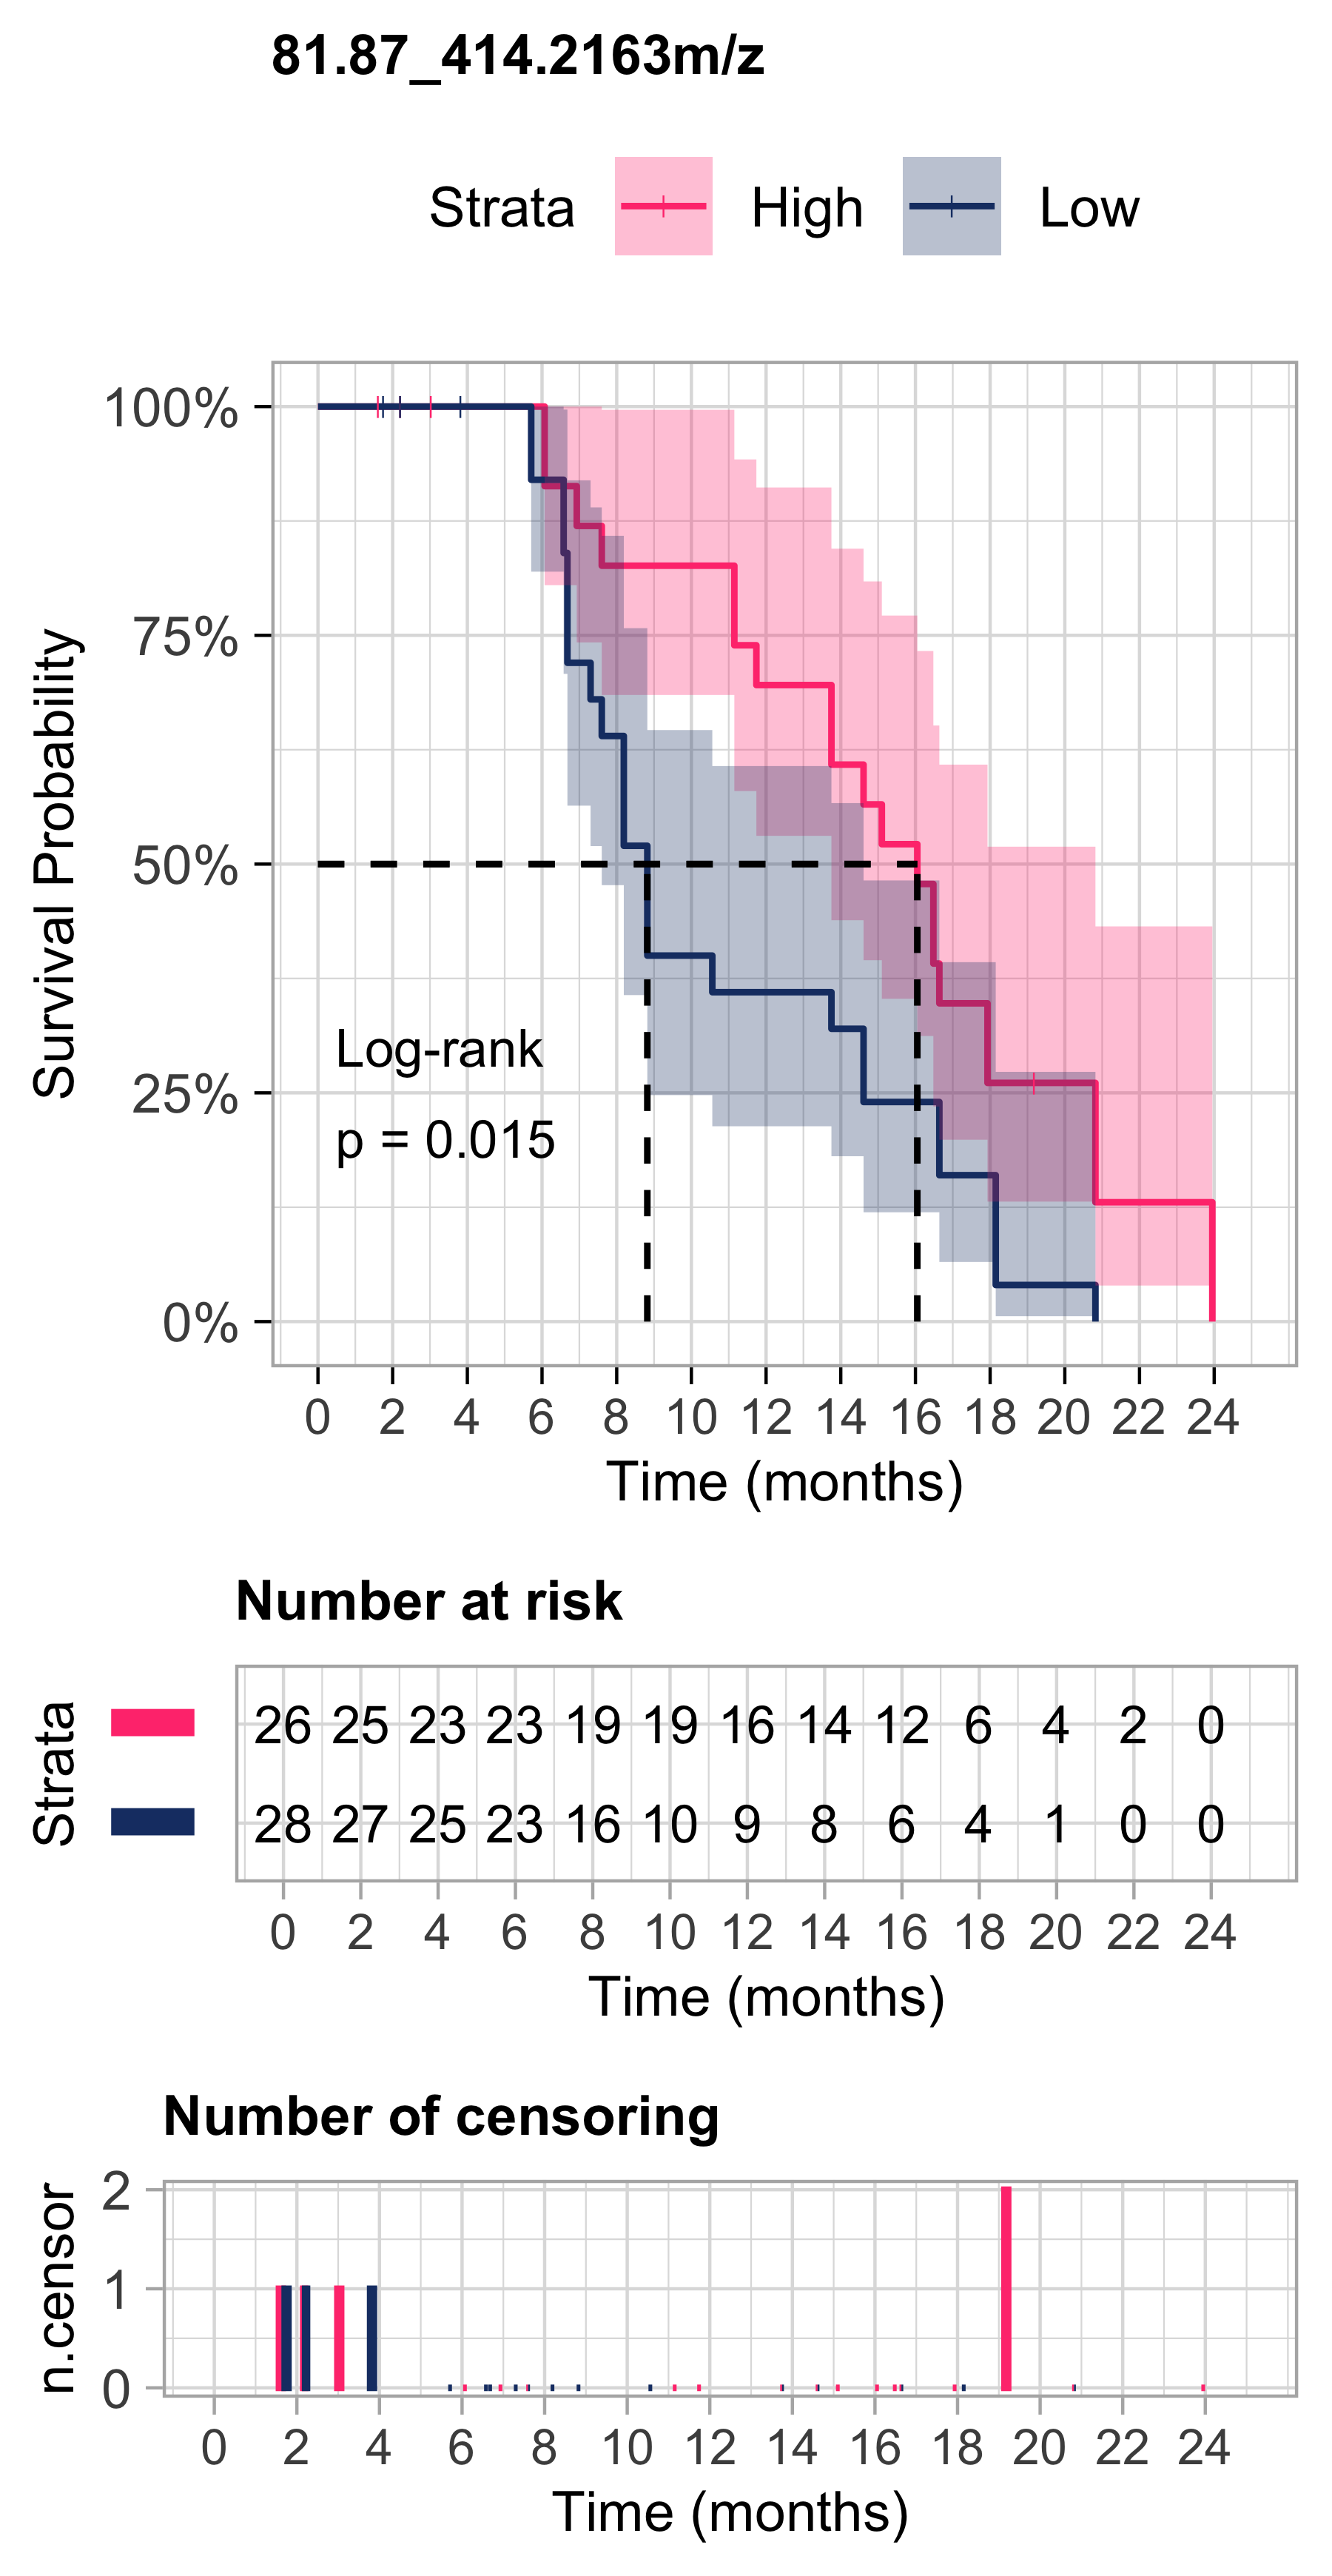 81.87_414.2163m/z
Strata High Low
100%
75%
50%
25%
0%
Survival Probability
Log-rank
p = 0.015
0 2 4 6 8 10 12 14 16 18 20 22 24
Time (months)
Number at risk
Strata
26 25 23 23 19 19 16 14 12 6 4 2 0
28 27 25 23 16 10 9 8 6 4 1 0 0
0 2 4 6 8 10 12 14 16 18 20 22 24
Time (months)
Number of censoring
n.censor
2
1
0
0 2 4 6 8 10 12 14 16 18 20 22 24
Time (months)